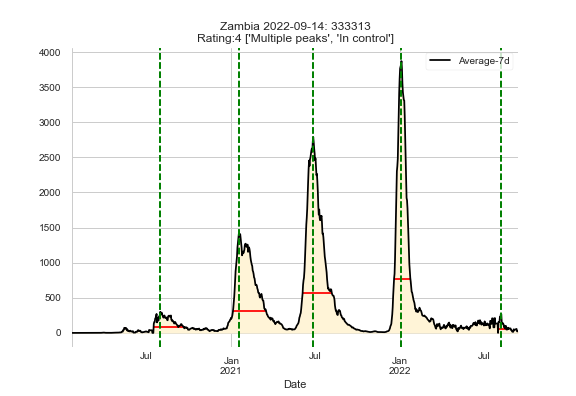 Zambia 2022-09-14: 333313
Rating:4 ['Multiple peaks', 'In control']
4000
3500
3000
2500
2000
1500
1000
500
0
Average-7d
Jul
Jan
2021
Jul
Jan
2022
Jul
Date